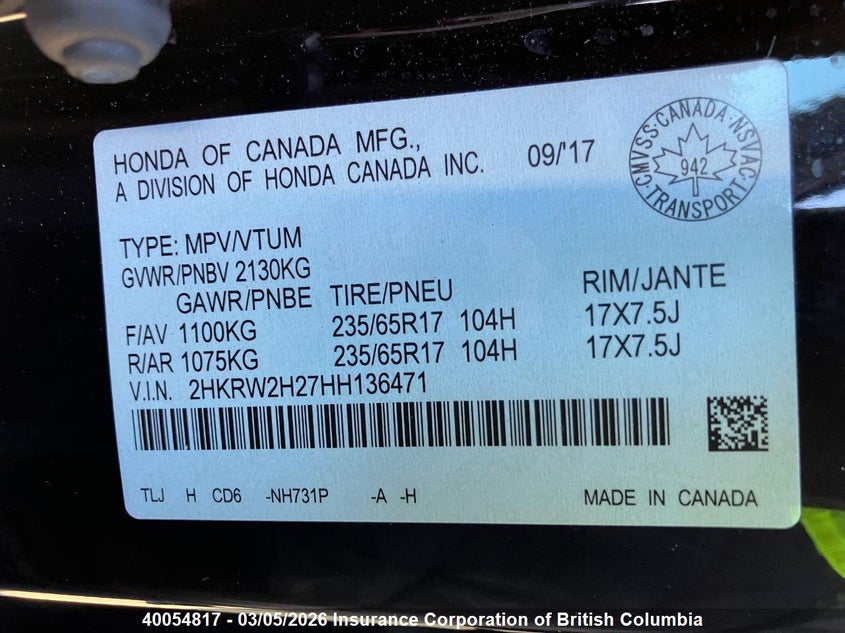 HONDA OF CANADA MFG.,
A DIVISION OF HONDA CANADA INC.
09/'17
CMVSS·CANADA·NSVAC·TRANSPORT
942
TYPE: MPV/VTUM
GVWR/PNBV 2130KG
GAWR/PNBE TIRE/PNEU RIM/JANTE
F/AV 1100KG 235/65R17 104H 17X7.5J
R/AR 1075KG 235/65R17 104H 17X7.5J
V.I.N. 2HKRW2H27HH136471
TLJ H CD6 -NH731P -A -H MADE IN CANADA
40054817 - 03/05/2026 Insurance Corporation of British Columbia